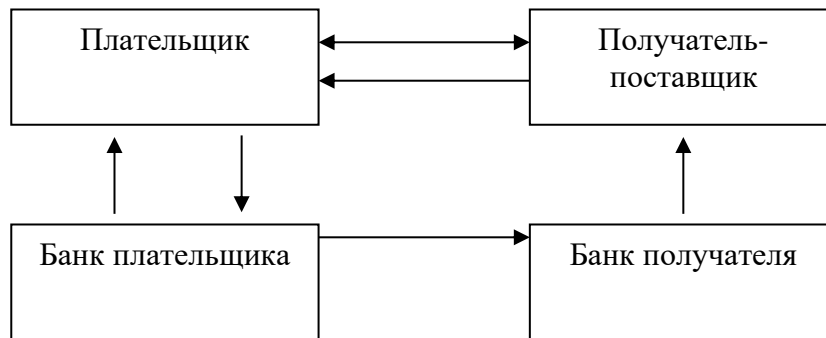 Плательщик
Получатель-
поставщик
Банк плательщика
Банк получателя